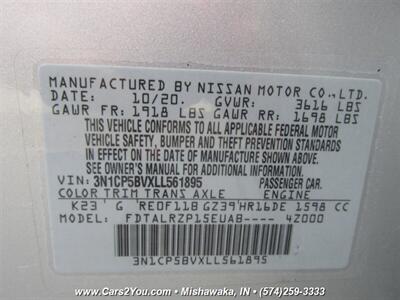 MANUFACTURED BY NISSAN MOTOR CO.,LTD.
DATE: 10/20. GVWR: 3616 LBS
GAWR FR: 1918 LBS GAWR RR: 1698 LBS
THIS VEHICLE CONFORMS TO ALL APPLICABLE FEDERAL MOTOR
VEHICLE SAFETY, BUMPER AND THEFT PREVENTION STANDARDS
IN EFFECT ON THE DATE OF MANUFACTURE SHOWN ABOVE.
SEE OWNER'S MANUAL FOR ADDITIONAL INFORMATION.
VIN: 3N1CP5BVXLL561895 PASSENGER CAR.
COLOR TRIM TRANS AXLE ENGINE
K23 G RE0F11B GZ39 HR16DE 1598 CC
MODEL: FDTALRZP15EUAB---- 4Z000
3N1CP5BVXLL561895
www.Cars2You.com - Mishawaka, IN - (574)-259-3333